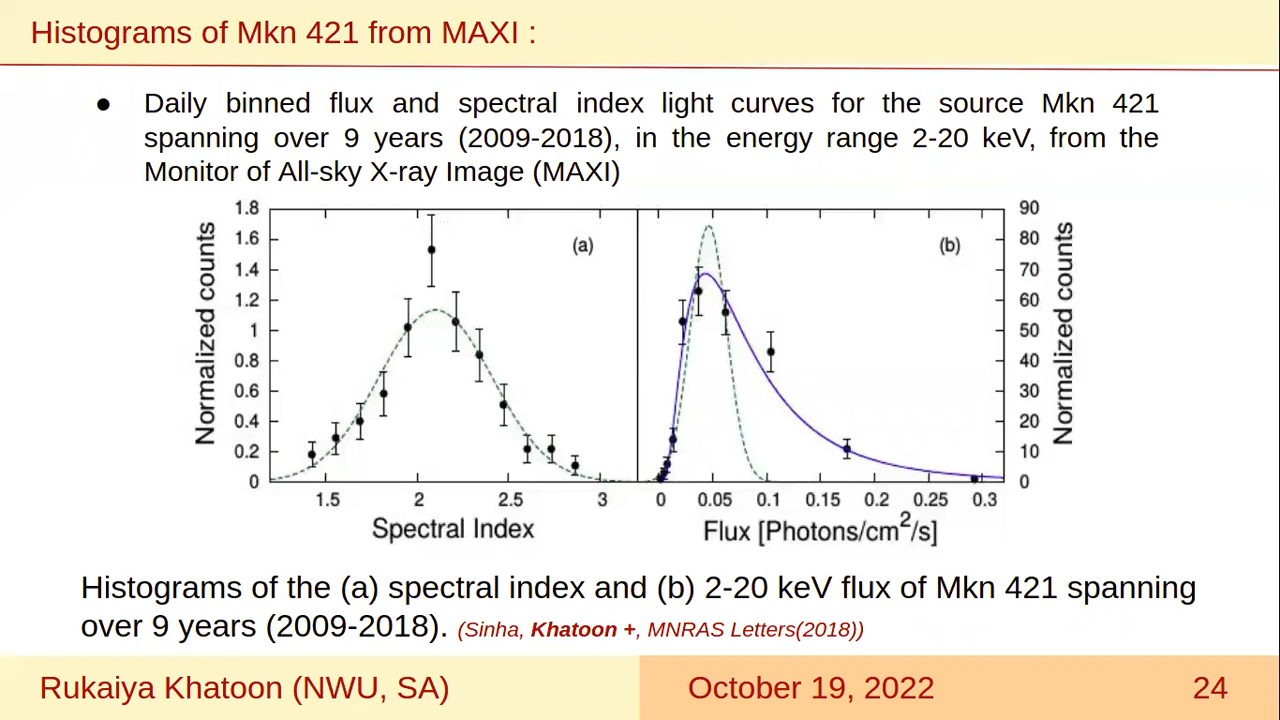 Histograms of Mkn 421 from MAXI :
● Daily binned flux and spectral index light curves for the source Mkn 421
spanning over 9 years (2009-2018), in the energy range 2-20 keV, from the
Monitor of All-sky X-ray Image (MAXI)
Normalized counts
1.8
1.6
1.4
1.2
1
0.8
0.6
0.4
0.2
0
(a)
1.5 2 2.5 3
Spectral Index
(b)
0 0.05 0.1 0.15 0.2 0.25 0.3
Flux [Photons/cm²/s]
90
80
70
60
50
40
30
20
10
0
Normalized counts
Histograms of the (a) spectral index and (b) 2-20 keV flux of Mkn 421 spanning
over 9 years (2009-2018). (Sinha, Khatoon +, MNRAS Letters(2018))
Rukaiya Khatoon (NWU, SA) October 19, 2022 24